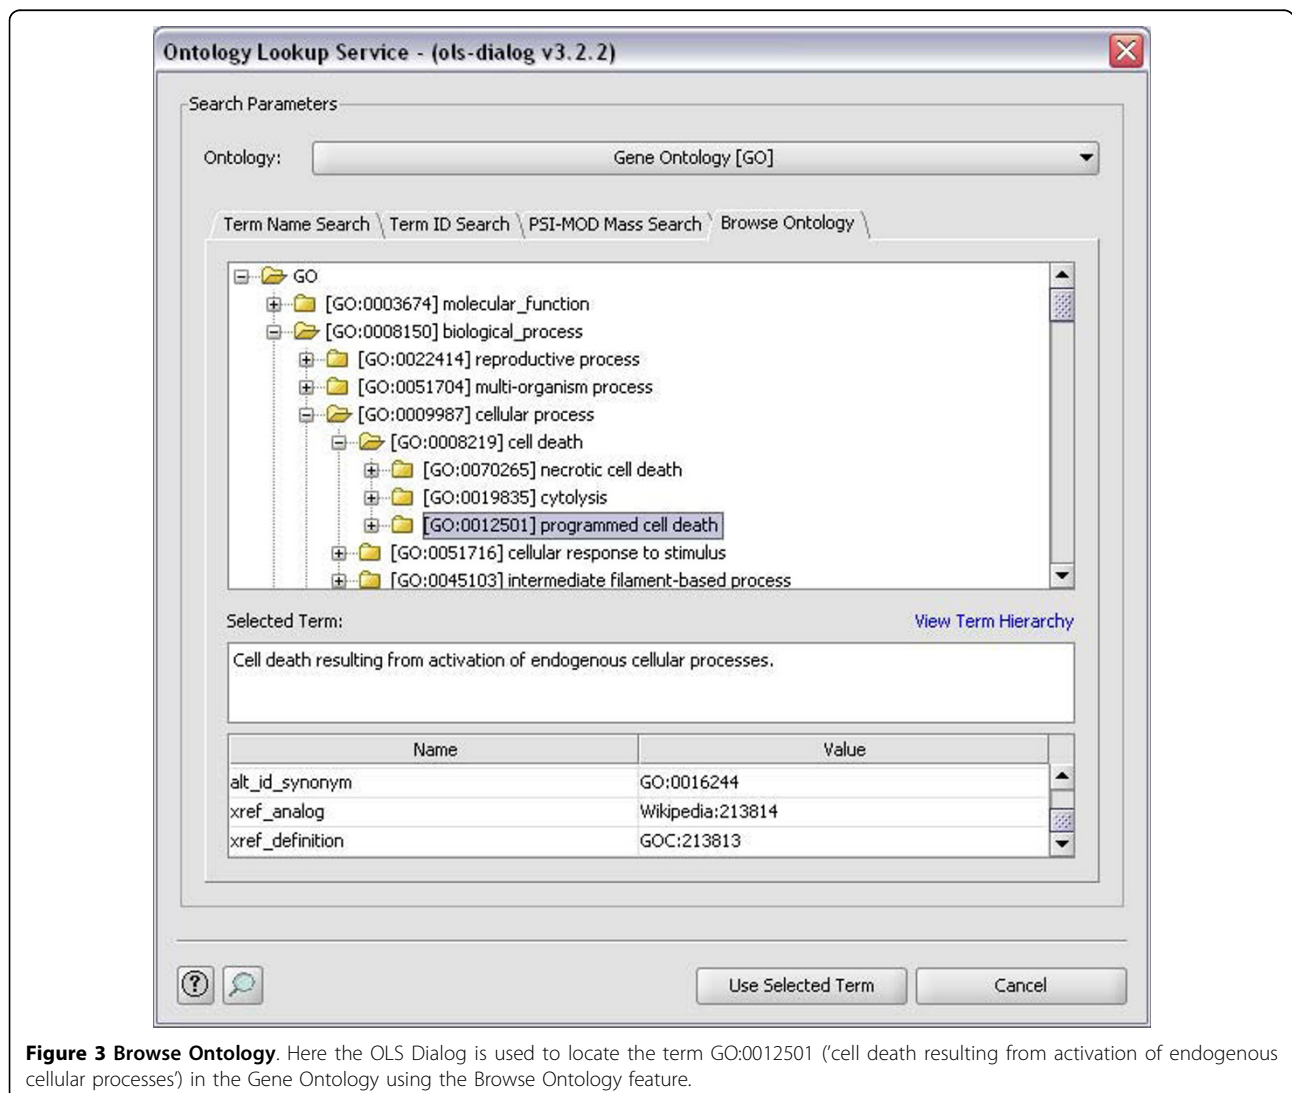 Ontology Lookup Service - (ols-dialog v3.2.2)
Search Parameters
Ontology: Gene Ontology [GO]
Term Name Search Term ID Search PSI-MOD Mass Search Browse Ontology
GO
[GO:0003674] molecular_function
[GO:0008150] biological_process
[GO:0022414] reproductive process
[GO:0051704] multi-organism process
[GO:0009987] cellular process
[GO:0008219] cell death
[GO:0070265] necrotic cell death
[GO:0019835] cytolysis
[GO:0012501] programmed cell death
[GO:0051716] cellular response to stimulus
[GO:0045103] intermediate filament-based process
Selected Term: View Term Hierarchy
Cell death resulting from activation of endogenous cellular processes.
Name Value
alt_id_synonym GO:0016244
xref_analog Wikipedia:213814
xref_definition GOC:213813
? Use Selected Term Cancel
Figure 3 Browse Ontology. Here the OLS Dialog is used to locate the term GO:0012501 ('cell death resulting from activation of endogenous
cellular processes') in the Gene Ontology using the Browse Ontology feature.